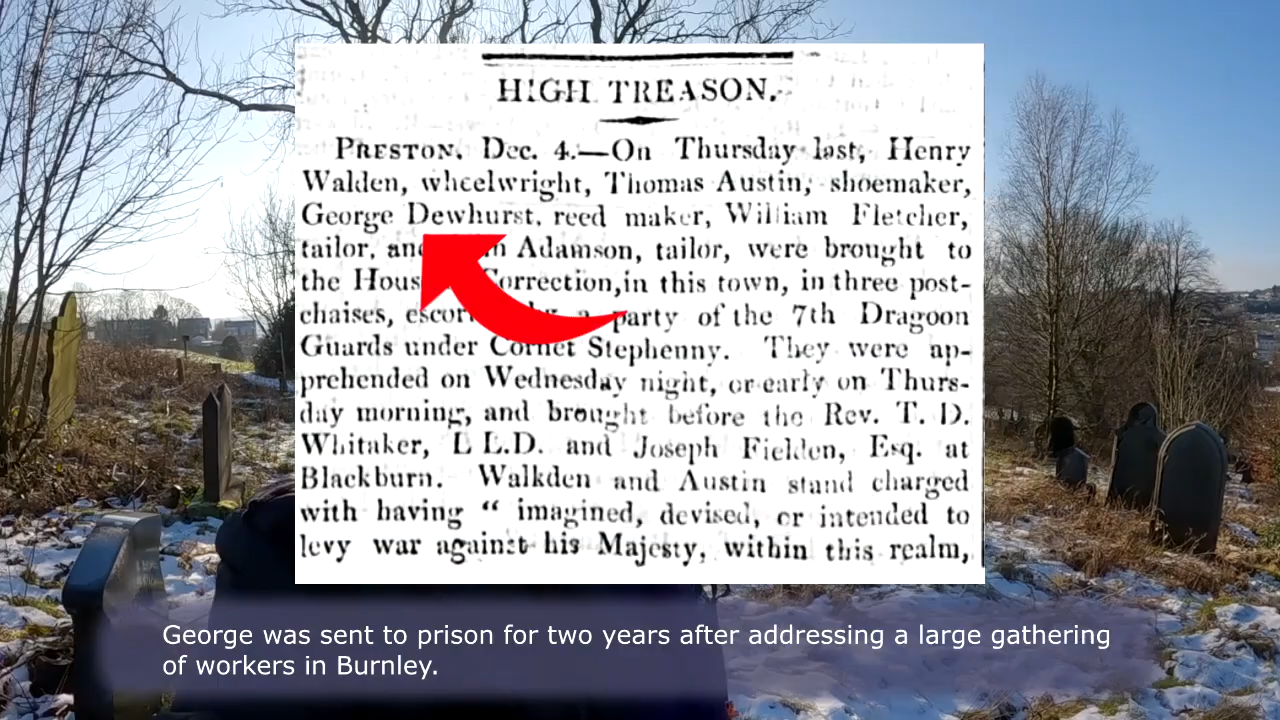 HIGH TREASON.
PRESTON, Dec. 4.—On Thursday last, Henry
Walden, wheelwright, Thomas Austin, shoemaker,
George Dewhurst, reed maker, William Fletcher,
tailor, and Adamson, tailor, were brought to
the House Correction, in this town, in three post-
chaises, by a party of the 7th Dragoon
Guards under Cornet Stephenny. They were ap-
prehended on Wednesday night, or early on Thurs-
day morning, and brought before the Rev. T. D.
Whitaker, L L.D. and Joseph Fielden, Esq. at
Blackburn. Walkden and Austin stand charged
with having “ imagined, devised, or intended to
levy war against his Majesty, within this realm,
George was sent to prison for two years after addressing a large gathering
of workers in Burnley.